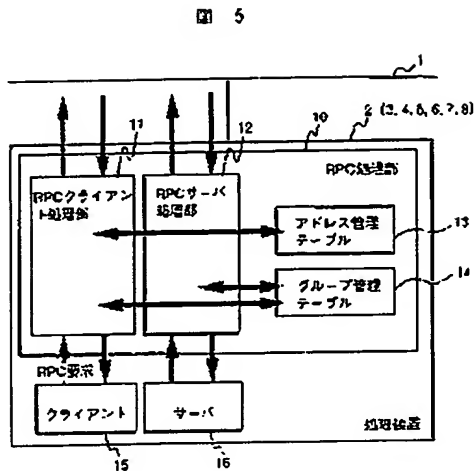 図 5
1
2 (3,4,5,6,7,8)
10
11
12
RPC処理部
RPCクライアン
ト処理部
RPCサーバ
処理部
アドレス管理
テーブル
13
グループ管理
テーブル
14
RPC要求
クライアント
サーバ
処理装置
15
16